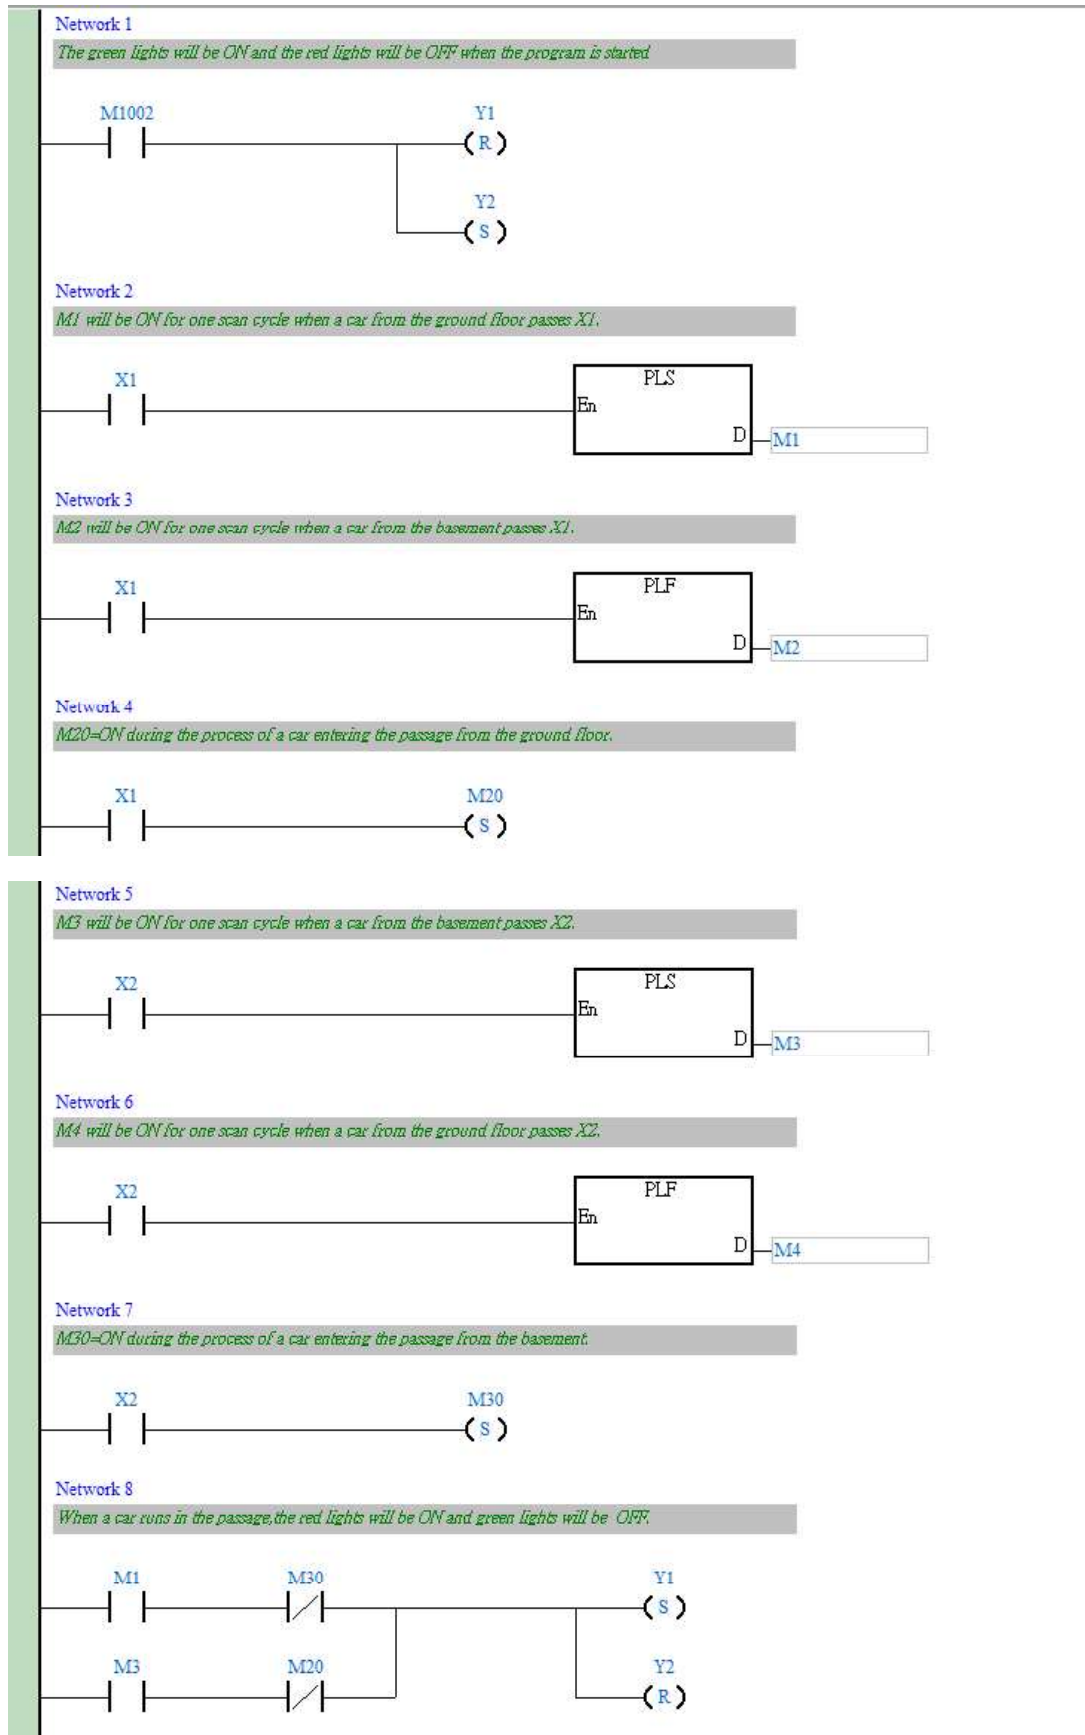 Network 1
The green lights will be ON and the red lights will be OFF when the program is started
M1002 Y1
R
Y2
S
Network 2
M1 will be ON for one scan cycle when a car from the ground floor passes X1.
X1 PLS
En
D M1
Network 3
M2 will be ON for one scan cycle when a car from the basement passes X1.
X1 PLF
En
D M2
Network 4
M20=ON during the process of a car entering the passage from the ground floor.
X1 M20
S
Network 5
M3 will be ON for one scan cycle when a car from the basement passes X2.
X2 PLS
En
D M3
Network 6
M4 will be ON for one scan cycle when a car from the ground floor passes X2.
X2 PLF
En
D M4
Network 7
M30=ON during the process of a car entering the passage from the basement.
X2 M30
S
Network 8
When a car runs in the passage,the red lights will be ON and green lights will be OFF.
M1 M30 Y1
S
M3 M20 Y2
R